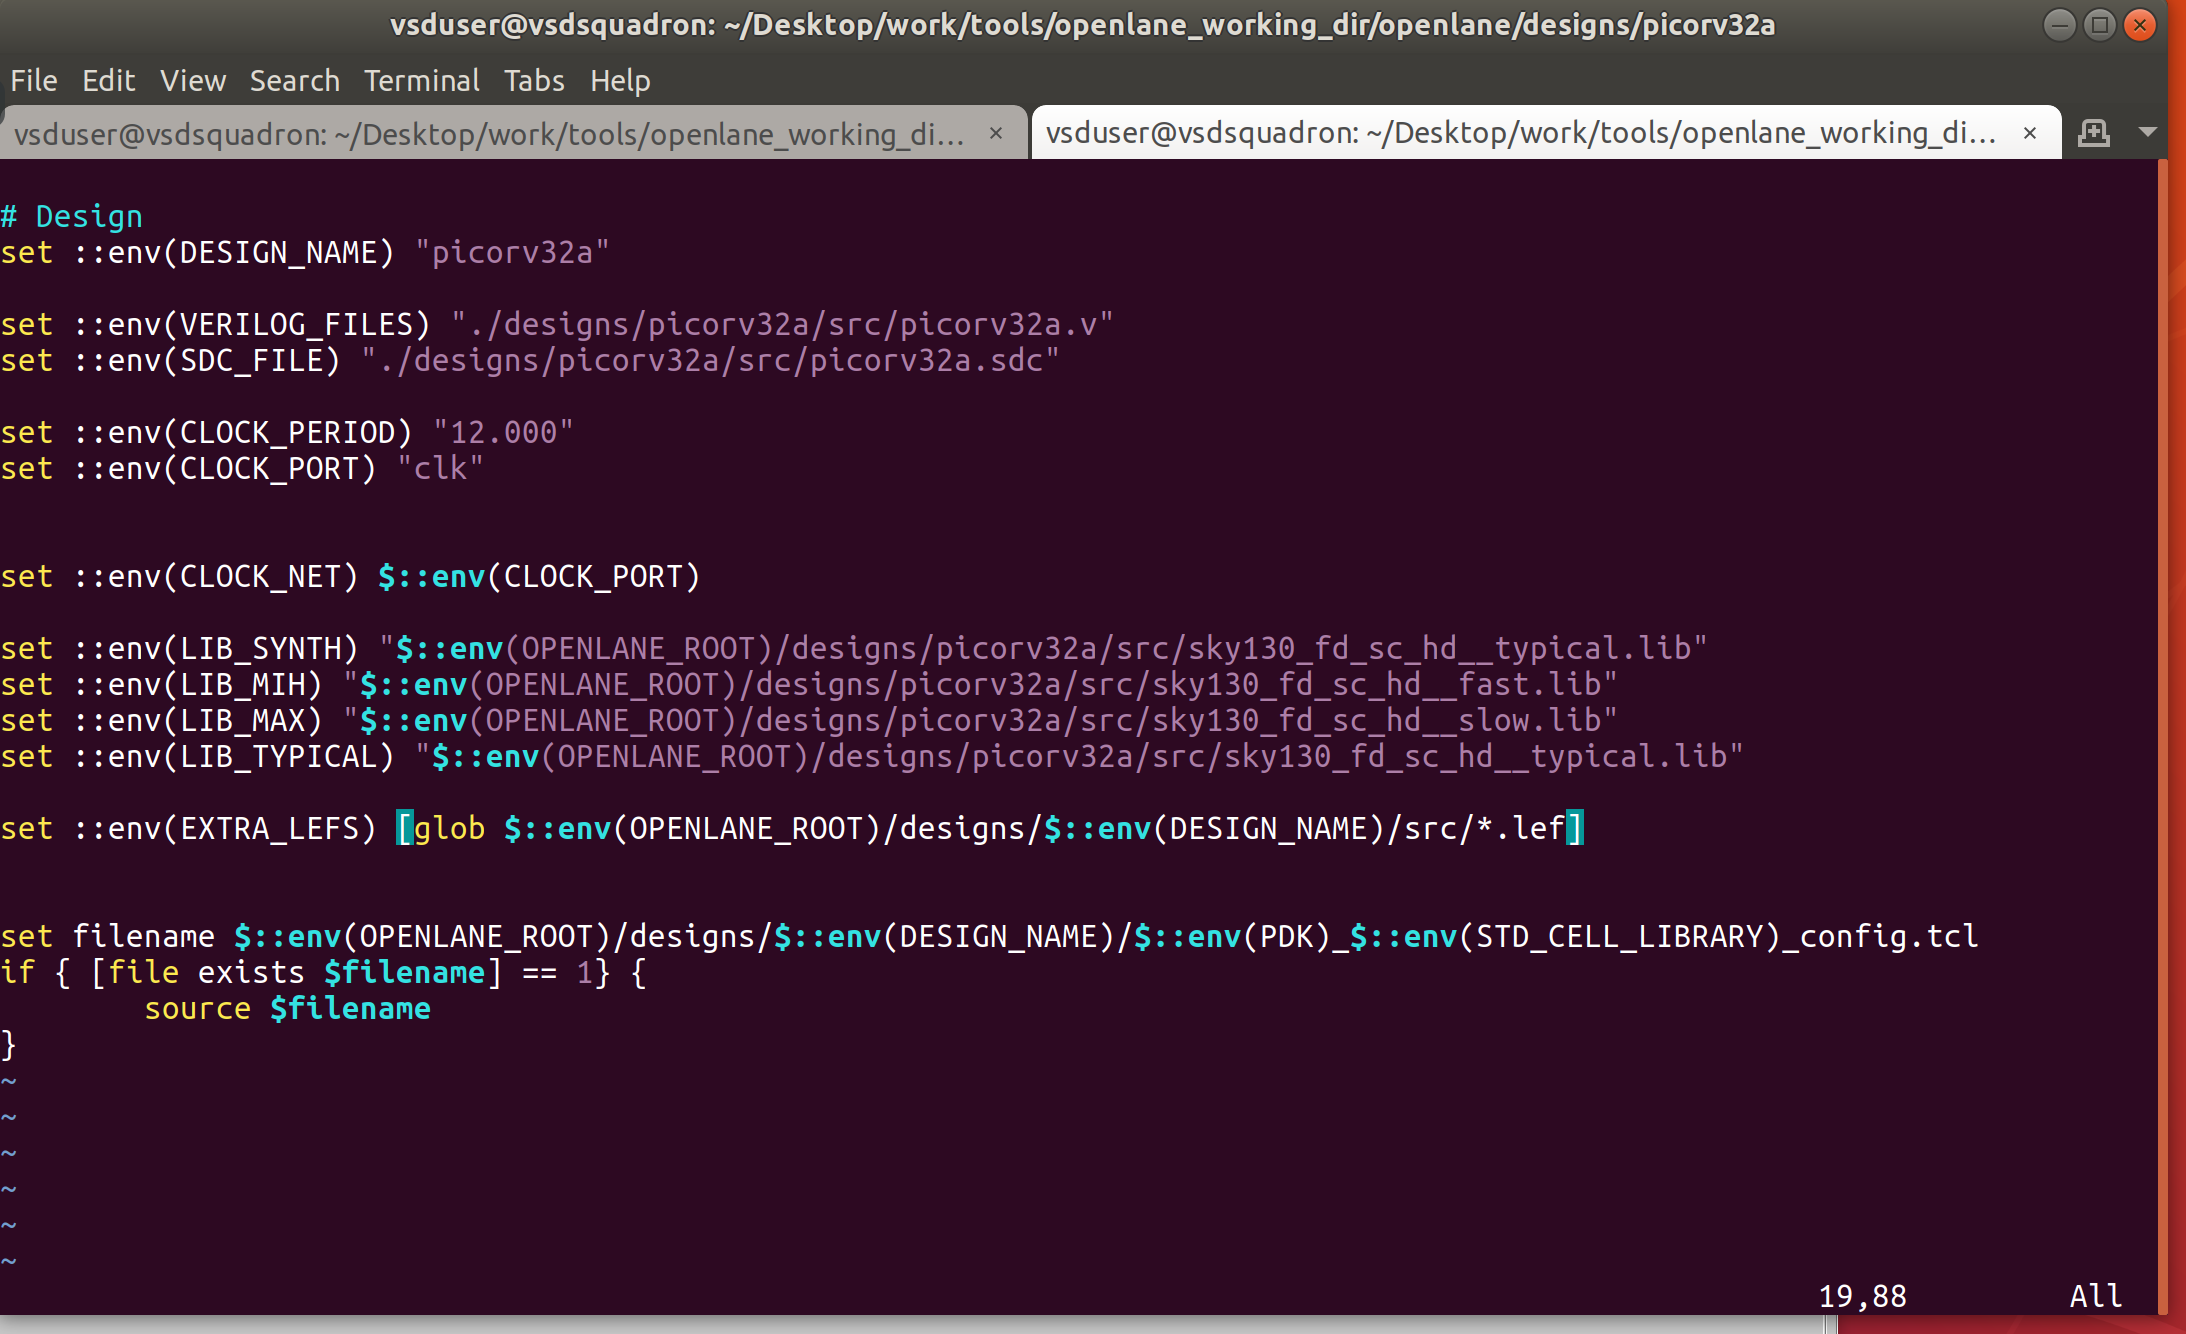 vsduser@vsdsquadron: ~/Desktop/work/tools/openlane_working_dir/openlane/designs/picorv32a
File Edit View Search Terminal Tabs Help
vsduser@vsdsquadron: ~/Desktop/work/tools/openlane_working_di... × vsduser@vsdsquadron: ~/Desktop/work/tools/openlane_working_di... ×
# Design
set ::env(DESIGN_NAME) "picorv32a"
set ::env(VERILOG_FILES) "./designs/picorv32a/src/picorv32a.v"
set ::env(SDC_FILE) "./designs/picorv32a/src/picorv32a.sdc"
set ::env(CLOCK_PERIOD) "12.000"
set ::env(CLOCK_PORT) "clk"
set ::env(CLOCK_NET) $::env(CLOCK_PORT)
set ::env(LIB_SYNTH) "$::env(OPENLANE_ROOT)/designs/picorv32a/src/sky130_fd_sc_hd__typical.lib"
set ::env(LIB_MIH) "$::env(OPENLANE_ROOT)/designs/picorv32a/src/sky130_fd_sc_hd__fast.lib"
set ::env(LIB_MAX) "$::env(OPENLANE_ROOT)/designs/picorv32a/src/sky130_fd_sc_hd__slow.lib"
set ::env(LIB_TYPICAL) "$::env(OPENLANE_ROOT)/designs/picorv32a/src/sky130_fd_sc_hd__typical.lib"
set ::env(EXTRA_LEFS) [glob $::env(OPENLANE_ROOT)/designs/$::env(DESIGN_NAME)/src/*.lef]
set filename $::env(OPENLANE_ROOT)/designs/$::env(DESIGN_NAME)/$::env(PDK)_$::env(STD_CELL_LIBRARY)_config.tcl
if { [file exists $filename] == 1} {
        source $filename
}
~
~
~
~
~
~
19,88 All